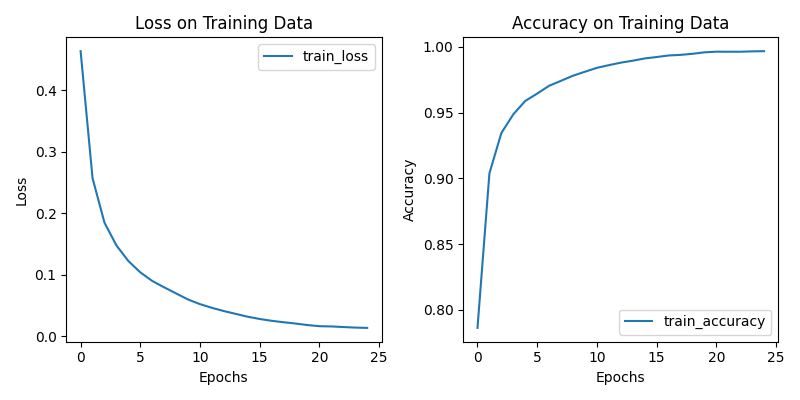 Loss on Training Data
train_loss
0.4
0.3
0.2
0.1
0.0
Loss
0 5 10 15 20 25
Epochs
Accuracy on Training Data
1.00
0.95
0.90
0.85
0.80
Accuracy
train_accuracy
0 5 10 15 20 25
Epochs